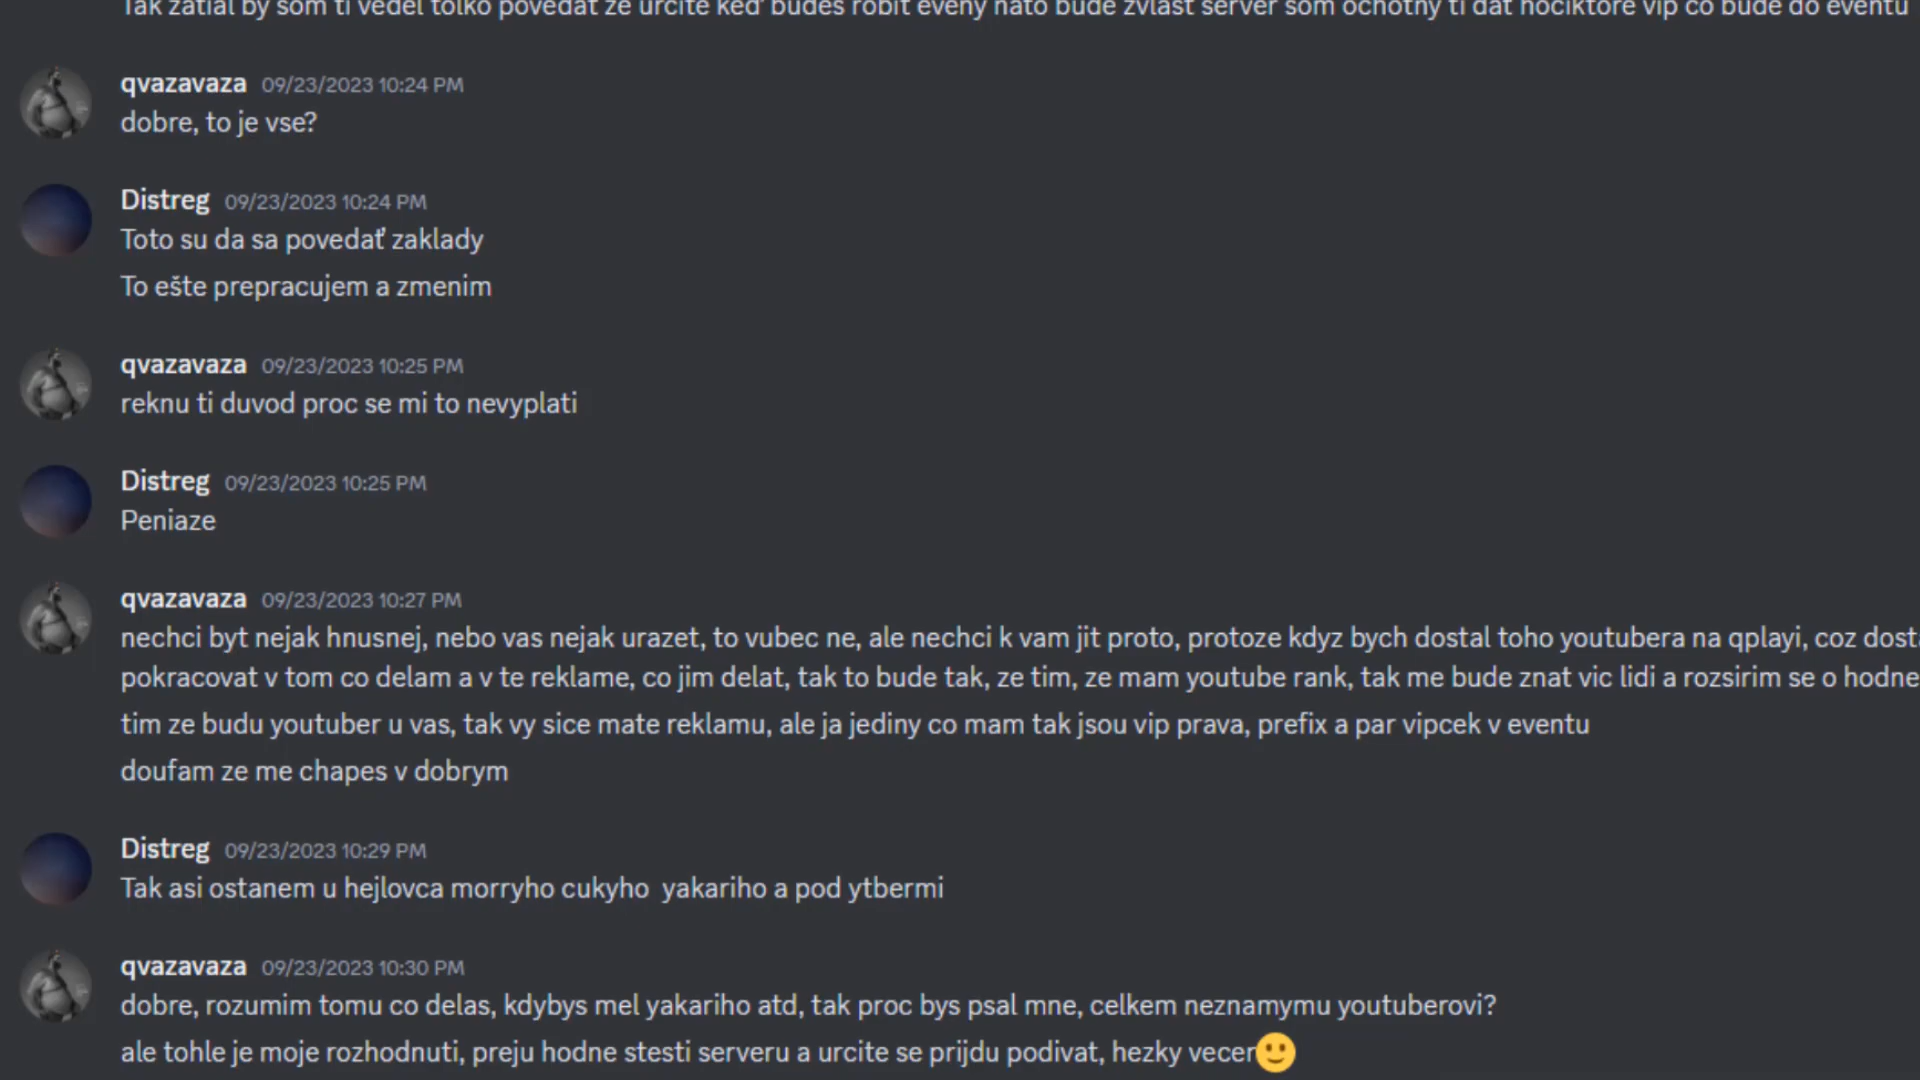 Tak zatial by som ti vedel tolko povedať že určite keď budeš robiť eveny nato bude zvlášť server som ochotny ti dať hociktore vip čo bude do eventu
qvazavaza 09/23/2023 10:24 PM
dobre, to je vse?
Distreg 09/23/2023 10:24 PM
Toto su da sa povedať zaklady
To ešte prepracujem a zmenim
qvazavaza 09/23/2023 10:25 PM
reknu ti duvod proc se mi to nevyplati
Distreg 09/23/2023 10:25 PM
Peniaze
qvazavaza 09/23/2023 10:27 PM
nechci byt nejak hnusnej, nebo vas nejak urazet, to vubec ne, ale nechci k vam jit proto, protoze kdyz bych dostal toho youtubera na qplayi, coz
pokracovat v tom co delam a v te reklame, co jim delat, tak to bude tak, ze tim, ze mam youtube rank, tak me bude znat vic lidi a rozsirim se o hodne
tim ze budu youtuber u vas, tak vy sice mate reklamu, ale ja jediny co mam tak jsou vip prava, prefix a par vipcek v eventu
doufam ze me chapes v dobrym
Distreg 09/23/2023 10:29 PM
Tak asi ostanem u hejlovca morryho cukyho yakariho a pod ytbermi
qvazavaza 09/23/2023 10:30 PM
dobre, rozumim tomu co delas, kdybys mel yakariho atd, tak proc bys psal mne, celkem neznamymu youtuberovi?
ale tohle je moje rozhodnuti, preju hodne stesti serveru a urcite se prijdu podivat, hezky vecer